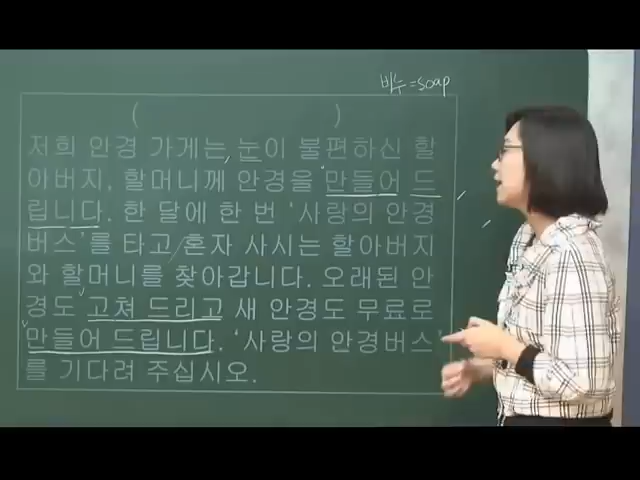 비누=soap
(                    )
저희 안경 가게는, 눈이 불편하신 할
아버지, 할머니께 안경을 만들어 드
립니다. 한 달에 한 번 '사랑의 안경
버스'를 타고/혼자 사시는 할아버지
와 할머니를 찾아갑니다. 오래된 안
경도 고쳐 드리고 새 안경도 무료로
만들어 드립니다. '사랑의 안경버스'
를 기다려 주십시오.